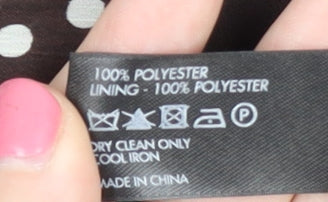 100% POLYESTER
LINING - 100% POLYESTER
P
DRY CLEAN ONLY
COOL IRON
MADE IN CHINA